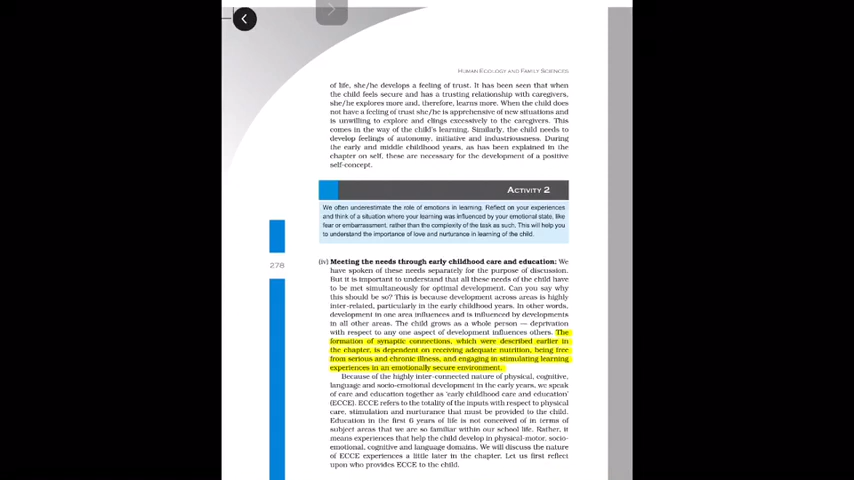 HUMAN ECOLOGY AND FAMILY SCIENCES
of life, she/he develops a feeling of trust. It has been seen that when
the child feels secure and has a trusting relationship with caregivers,
she/he explores more and, therefore, learns more. When the child does
not have a feeling of trust she/he is apprehensive of new situations and
is unwilling to explore and clings excessively to the caregivers. This
comes in the way of the child's learning. Similarly, the child needs to
develop feelings of autonomy, initiative and industriousness. During
the early and middle childhood years, as has been explained in the
chapter on self, these are necessary for the development of a positive
self-concept.
ACTIVITY 2
We often underestimate the role of emotions in learning. Reflect on your experiences
and think of a situation where your learning was influenced by your emotional state, like
fear or embarrassment, rather than the complexity of the task as such. This will help you
to understand the importance of love and nurturance in learning of the child.
278
(iv) Meeting the needs through early childhood care and education: We
have spoken of these needs separately for the purpose of discussion.
But it is important to understand that all these needs of the child have
to be met simultaneously for optimal development. Can you say why
this should be so? This is because development across areas is highly
inter-related, particularly in the early childhood years. In other words,
development in one area influences and is influenced by developments
in all other areas. The child grows as a whole person — deprivation
with respect to any one aspect of development influences others. The
formation of synaptic connections, which were described earlier in
the chapter, is dependent on receiving adequate nutrition, being free
from serious and chronic illness, and engaging in stimulating learning
experiences in an emotionally secure environment.
Because of the highly inter-connected nature of physical, cognitive,
language and socio-emotional development in the early years, we speak
of care and education together as 'early childhood care and education'
(ECCE). ECCE refers to the totality of the inputs with respect to physical
care, stimulation and nurturance that must be provided to the child.
Education in the first 6 years of life is not conceived of in terms of
subject areas that we are so familiar within our school life. Rather, it
means experiences that help the child develop in physical-motor, socio-
emotional, cognitive and language domains. We will discuss the nature
of ECCE experiences a little later in the chapter. Let us first reflect
upon who provides ECCE to the child.